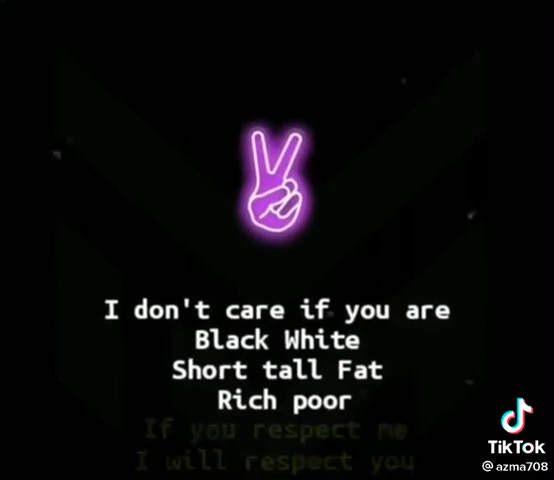 I don't care if you are
Black White
Short tall Fat
Rich poor
If you respect me
I will respect you
TikTok
@azma708